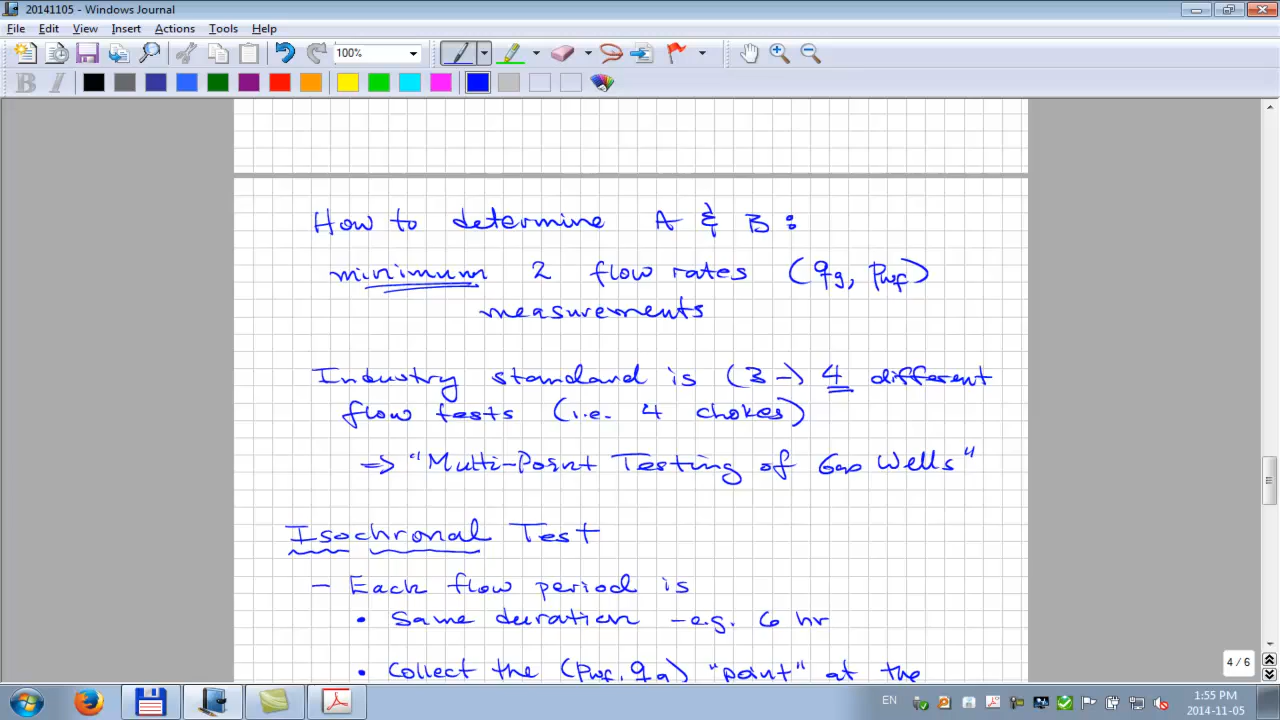 20141105 - Windows Journal
File Edit View Insert Actions Tools Help
100%
B I
How to determine A & B :
minimum 2 flow rates (qg, pwf)
measurements
Industry standard is (3 →) 4 different
flow tests (i.e. 4 chokes)
⇒ "Multi-Point Testing of Gas Wells"
Isochronal Test
- Each flow period is
• Same duration - e.g. 6 hr
• Collect the (pwf, qg) "point" at the
4 / 6
EN
1:55 PM
2014-11-05